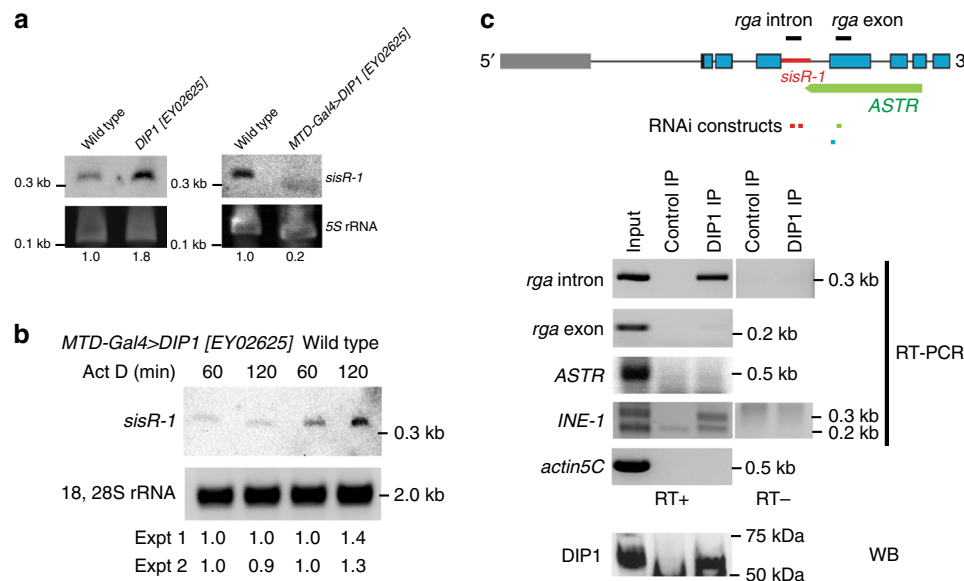 a
Wild type
DIP1 [EY02625]
Wild type
MTD-Gal4>DIP1 [EY02625]
0.3 kb
0.3 kb
sisR-1
0.1 kb
0.1 kb
5S rRNA
1.0 1.8 1.0 0.2
b
MTD-Gal4>DIP1 [EY02625] Wild type
Act D (min) 60 120 60 120
sisR-1
0.3 kb
18, 28S rRNA
2.0 kb
Expt 1 1.0 1.0 1.0 1.4
Expt 2 1.0 0.9 1.0 1.3
c
rga intron rga exon
5′ 3′
sisR-1
ASTR
RNAi constructs
Input
Control IP
DIP1 IP
Control IP
DIP1 IP
rga intron 0.3 kb
rga exon 0.2 kb
ASTR 0.5 kb
INE-1 0.3 kb
0.2 kb
actin5C 0.5 kb
RT-PCR
RT+ RT−
DIP1 75 kDa
50 kDa
WB